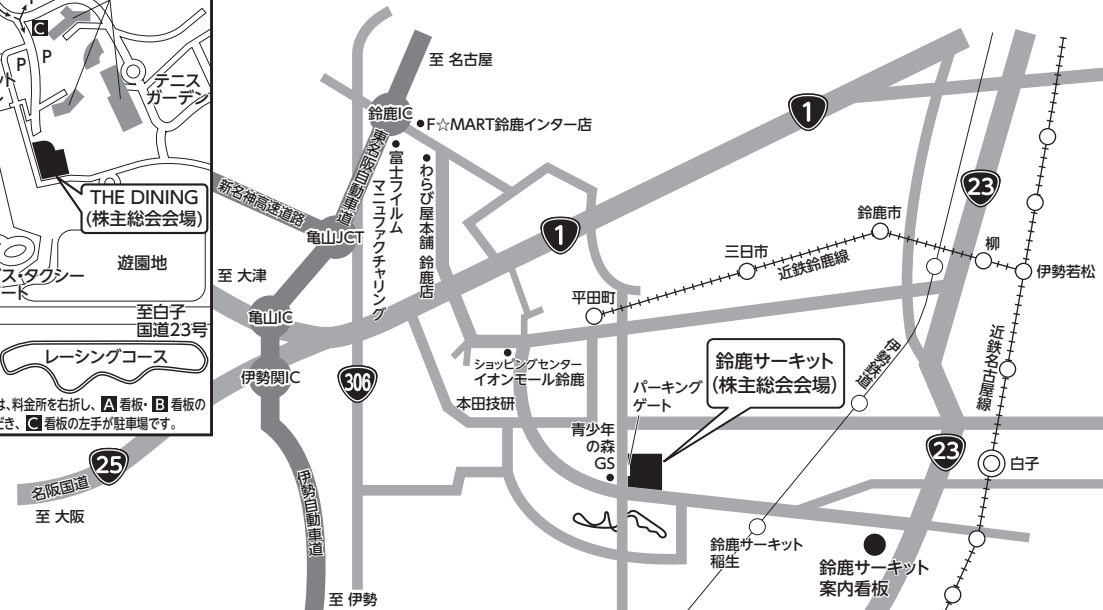 C
P
P
テニス
ガーデン
THE DINING
(株主総会会場)
遊園地
至白子
国道23号
レーシングコース
は、料金所を右折し、A看板・B看板の
C看板の左手が駐車場です。
至 名古屋
鈴鹿IC
F☆MART鈴鹿インター店
東名阪自動車道
富士フイルム
マニュファクチャリング
わらび屋本舗 鈴鹿店
新名神高速道路
亀山JCT
至 大津
亀山IC
伊勢関IC
306
25
名阪国道
至 大阪
伊勢自動車道
至 伊勢
1
1
23
鈴鹿市
三日市
近鉄鈴鹿線
平田町
柳
伊勢若松
近鉄名古屋線
伊勢鉄道
ショッピングセンター
イオンモール鈴鹿
本田技研
パーキング
ゲート
鈴鹿サーキット
(株主総会会場)
青少年
の森
GS
23
白子
鈴鹿サーキット
稲生
鈴鹿サーキット
案内看板